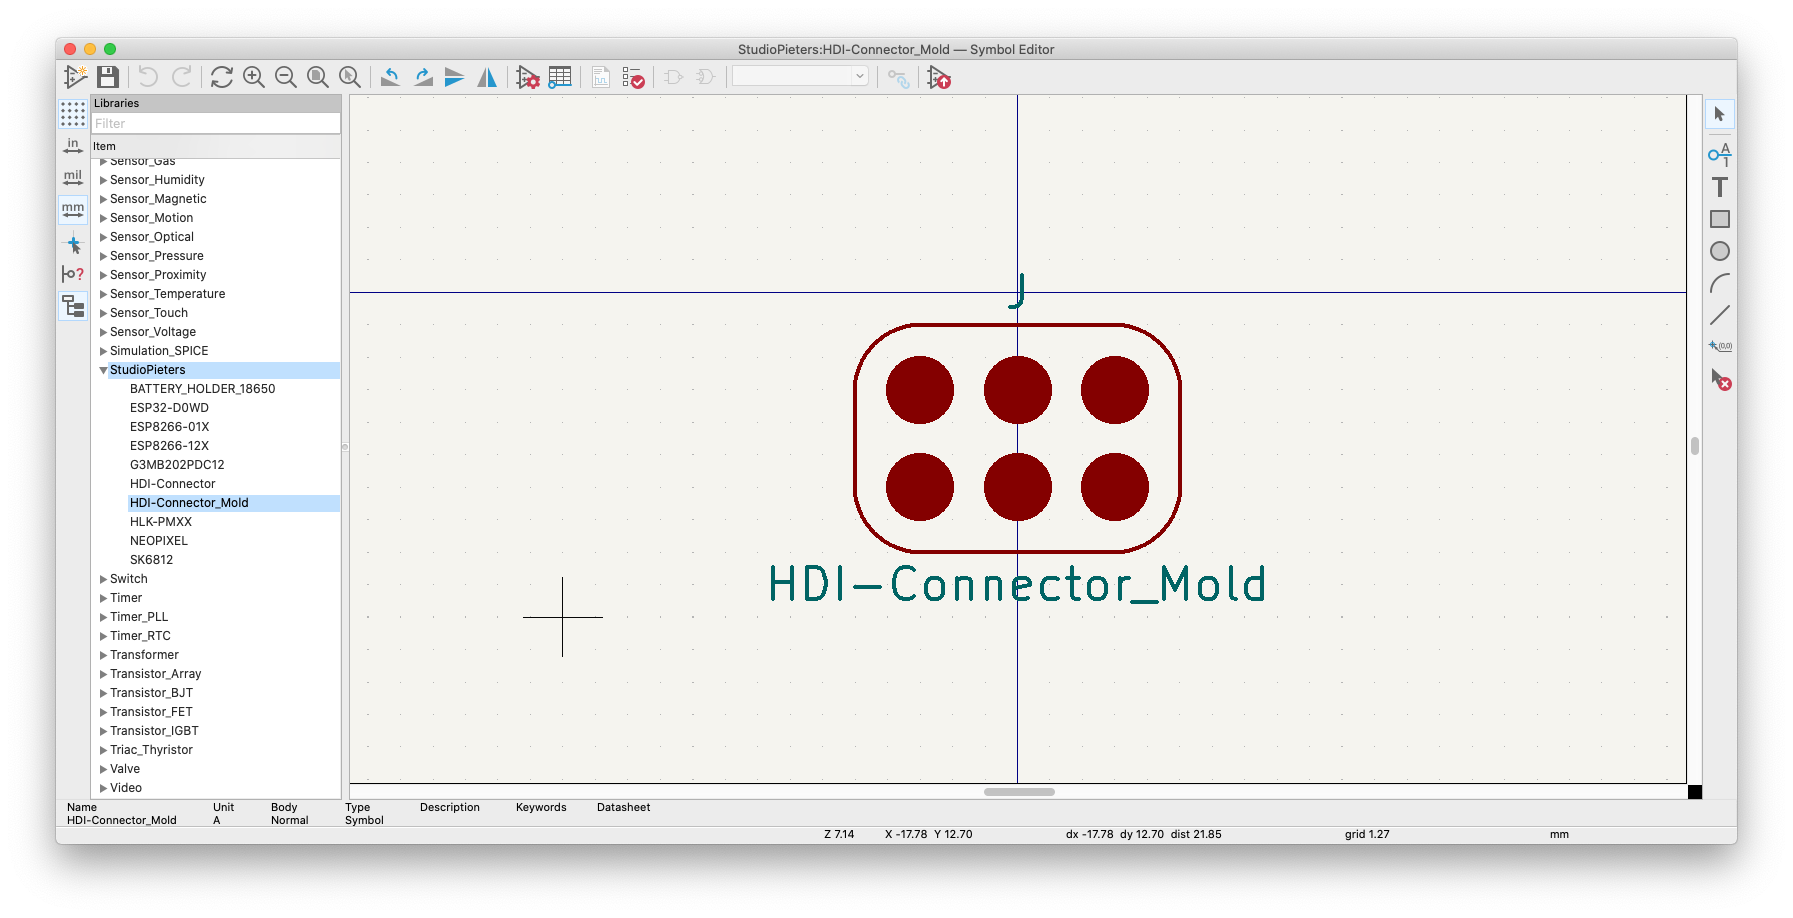 StudioPieters:HDI-Connector_Mold — Symbol Editor
Libraries
Filter
Item
in
mil
mm
Sensor_Gas
Sensor_Humidity
Sensor_Magnetic
Sensor_Motion
Sensor_Optical
Sensor_Pressure
Sensor_Proximity
Sensor_Temperature
Sensor_Touch
Sensor_Voltage
Simulation_SPICE
StudioPieters
BATTERY_HOLDER_18650
ESP32-D0WD
ESP8266-01X
ESP8266-12X
G3MB202PDC12
HDI-Connector
HDI-Connector_Mold
HLK-PMXX
NEOPIXEL
SK6812
Switch
Timer
Timer_PLL
Timer_RTC
Transformer
Transistor_Array
Transistor_BJT
Transistor_FET
Transistor_IGBT
Triac_Thyristor
Valve
Video
J
HDI-Connector_Mold
A
1
T
(0,0)
Name Unit Body Type Description Keywords Datasheet
HDI-Connector_Mold A Normal Symbol
Z 7.14 X -17.78 Y 12.70 dx -17.78 dy 12.70 dist 21.85 grid 1.27 mm